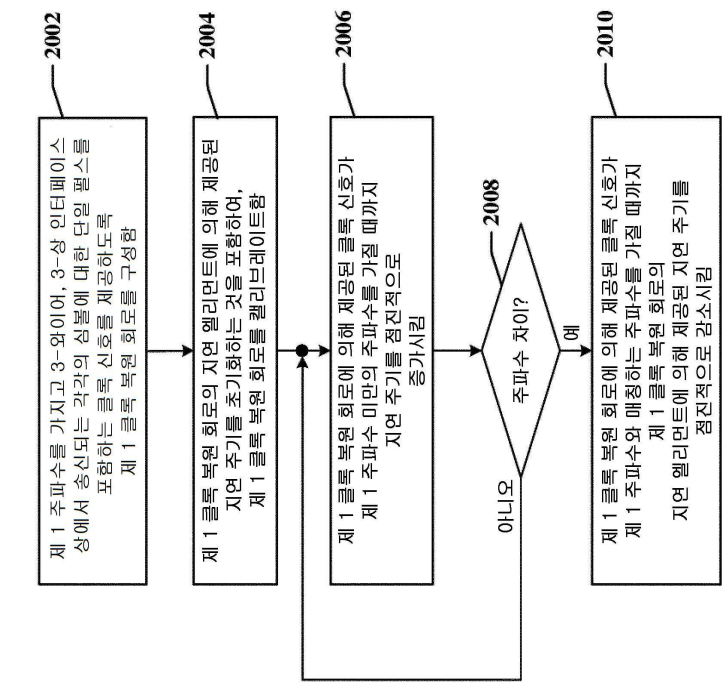 2002
제 1 주파수를 가지고 3-와이어, 3-상 인터페이스
상에서 송신되는 각각의 심볼에 대한 단일 펄스를
포함하는 클록 신호를 제공하도록
제 1 클록 복원 회로를 구성함
2004
제 1 클록 복원 회로의 지연 엘리먼트에 의해 제공된
지연 주기를 초기화하는 것을 포함하여,
제 1 클록 복원 회로를 캘리브레이트함
2006
제 1 클록 복원 회로에 의해 제공된 클록 신호가
제 1 주파수 미만의 주파수를 가질 때까지
지연 주기를 점진적으로
증가시킴
2008
주파수 차이?
아니오
예
2010
제 1 클록 복원 회로에 의해 제공된 클록 신호가
제 1 주파수와 매칭하는 주파수를 가질 때까지
제 1 클록 복원 회로의
지연 엘리먼트에 의해 제공된 지연 주기를
점진적으로 감소시킴